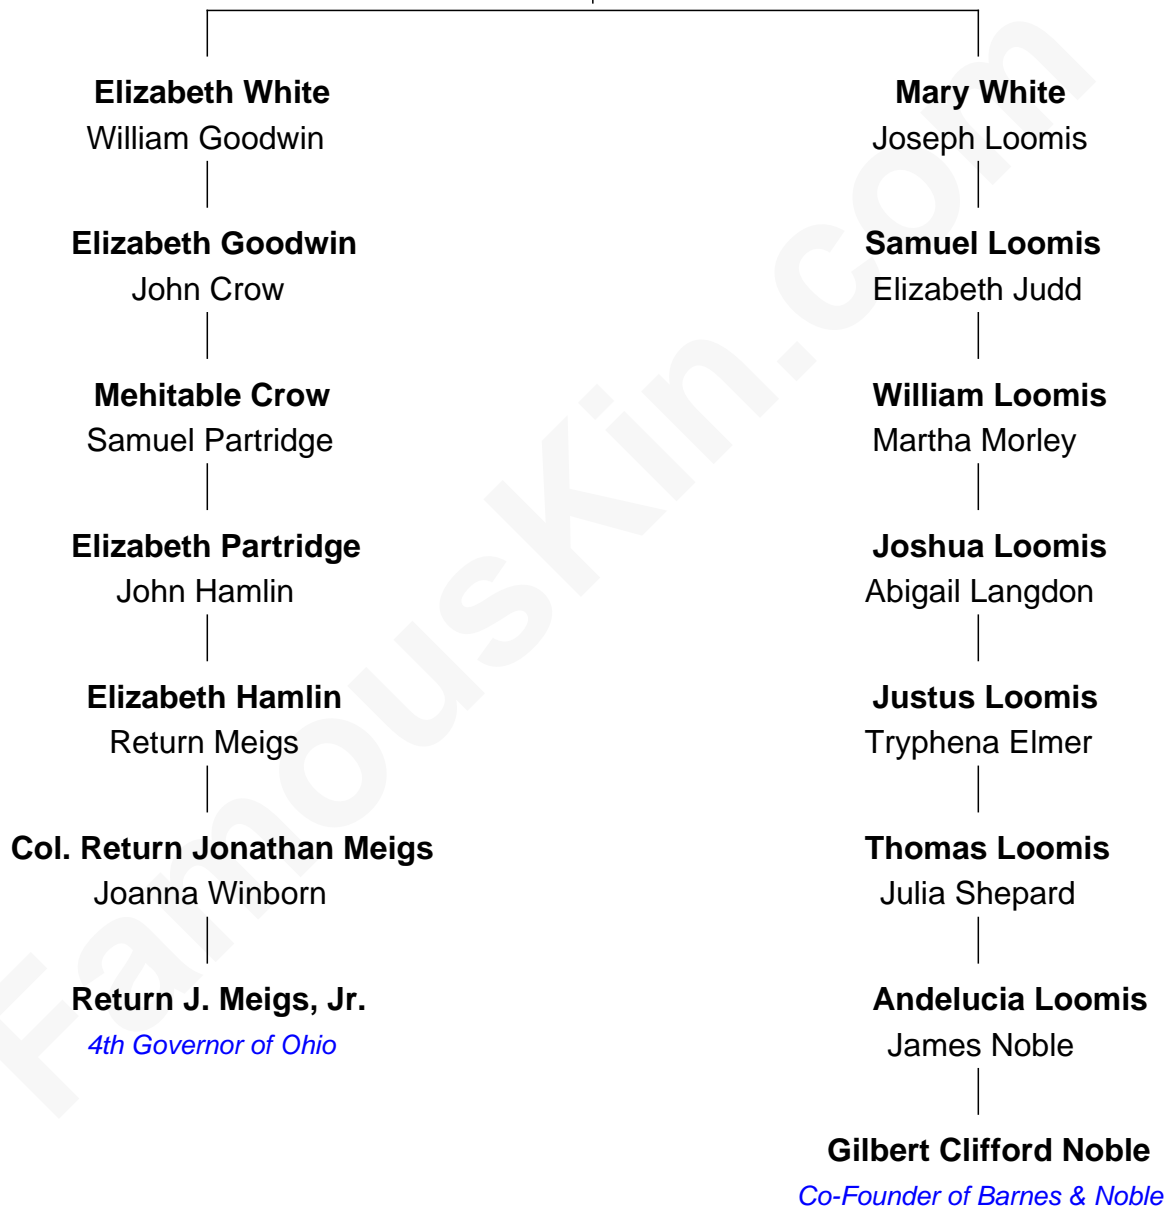 Elizabeth White
William Goodwin
Elizabeth Goodwin
John Crow
Mehitable Crow
Samuel Partridge
Elizabeth Partridge
John Hamlin
Elizabeth Hamlin
Return Meigs
Col. Return Jonathan Meigs
Joanna Winborn
Return J. Meigs, Jr.
4th Governor of Ohio
Mary White
Joseph Loomis
Samuel Loomis
Elizabeth Judd
William Loomis
Martha Morley
Joshua Loomis
Abigail Langdon
Justus Loomis
Tryphena Elmer
Thomas Loomis
Julia Shepard
Andelucia Loomis
James Noble
Gilbert Clifford Noble
Co-Founder of Barnes & Noble
FamousKin.com